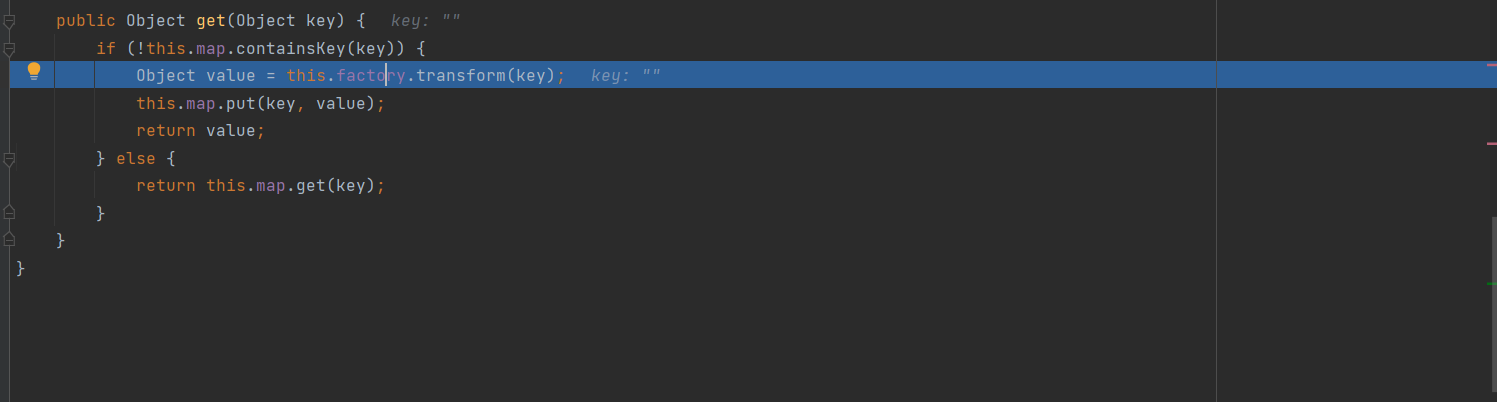 public Object get(Object key) {   key: ""
if (!this.map.containsKey(key)) {
Object value = this.factory.transform(key);   key: ""
this.map.put(key, value);
return value;
} else {
return this.map.get(key);
}
}
}